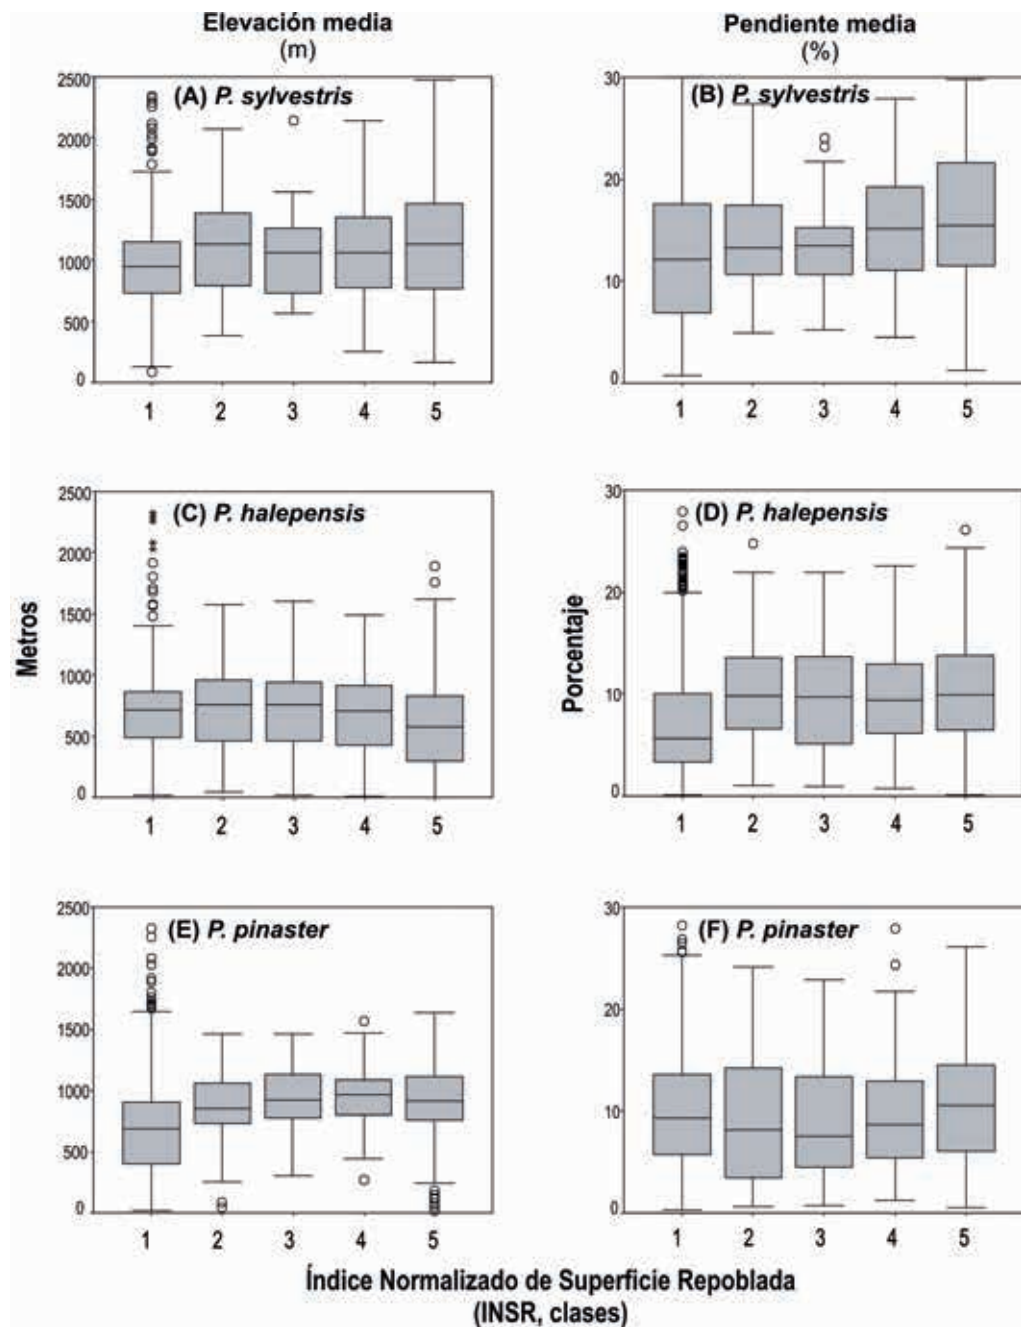 Elevación media
(m)
Pendiente media
(%)
2500
2000
1500
1000
500
0
(A) P. sylvestris
1 2 3 4 5
30
20
10
0
(B) P. sylvestris
1 2 3 4 5
Metros
2500
2000
1500
1000
500
0
(C) P. halepensis
1 2 3 4 5
Porcentaje
30
20
10
0
(D) P. halepensis
1 2 3 4 5
2500
2000
1500
1000
500
0
(E) P. pinaster
1 2 3 4 5
30
20
10
0
(F) P. pinaster
1 2 3 4 5
Índice Normalizado de Superficie Repoblada
(INSR, clases)